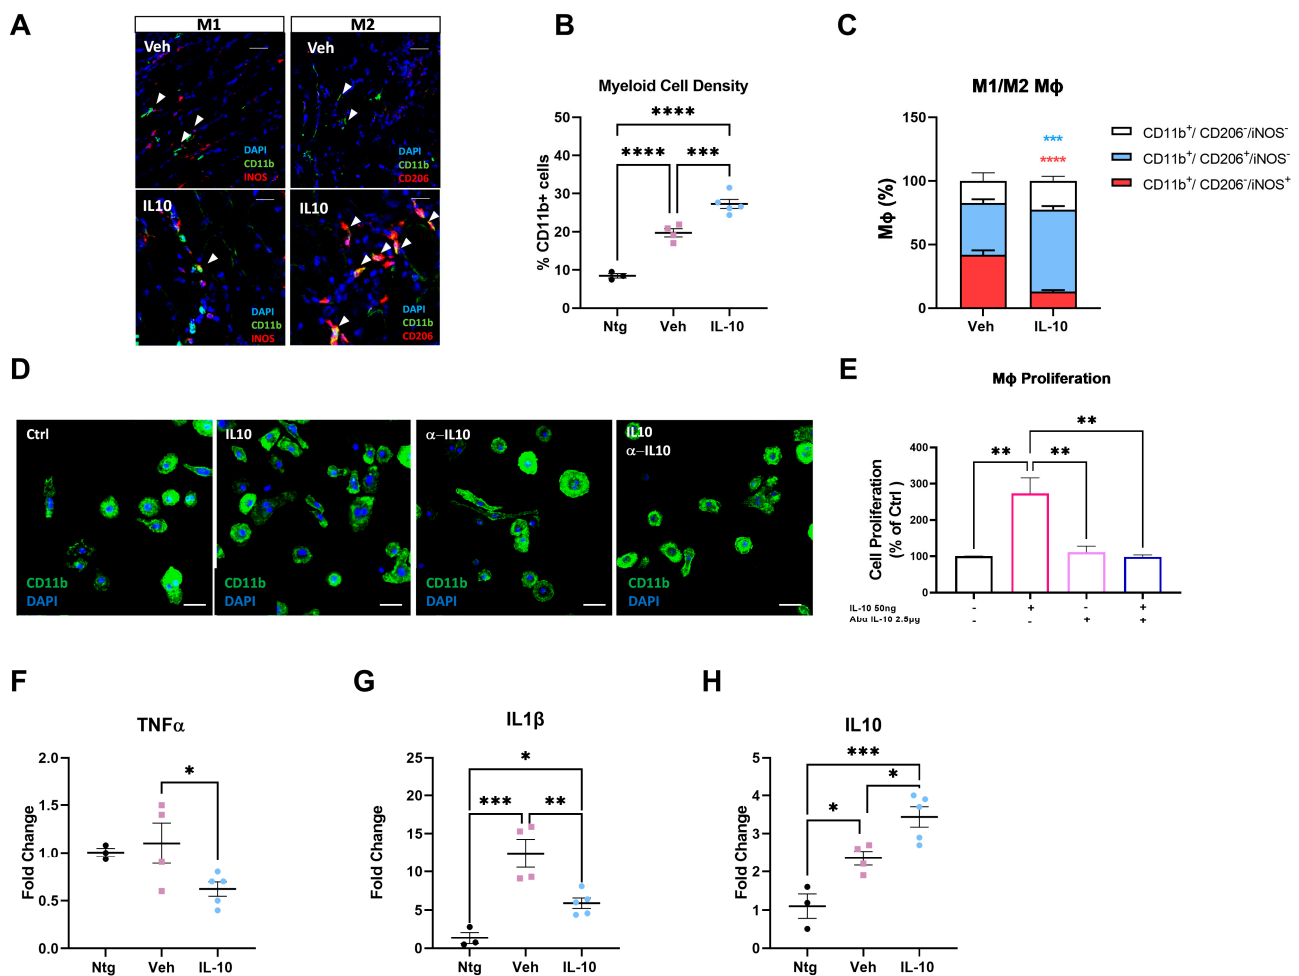 A
M1
M2
Veh
DAPI
CD11b
INOS
Veh
DAPI
CD11b
CD206
IL10
DAPI
CD11b
INOS
IL10
DAPI
CD11b
CD206
B
Myeloid Cell Density
% CD11b+ cells
50
40
30
20
10
0
****
****
***
Ntg
Veh
IL-10
C
M1/M2 Mϕ
Mϕ (%)
150
100
50
0
***
****
Veh
IL-10
CD11b⁺/ CD206⁻/iNOS⁻
CD11b⁺/ CD206⁺/iNOS⁻
CD11b⁺/ CD206⁻/iNOS⁺
D
Ctrl
CD11b
DAPI
IL10
CD11b
DAPI
α–IL10
CD11b
DAPI
IL10
α–IL10
CD11b
DAPI
E
Mϕ Proliferation
Cell Proliferation
(% of Ctrl )
400
300
200
100
0
**
**
**
IL-10 50ng - + - +
Abα IL-10 2.5µg - - + +
F
TNFα
Fold Change
2.0
1.5
1.0
0.5
0.0
*
Ntg
Veh
IL-10
G
IL1β
Fold Change
25
20
15
10
5
0
*
***
**
Ntg
Veh
IL-10
H
IL10
Fold Change
5
4
3
2
1
0
***
*
*
Ntg
Veh
IL-10